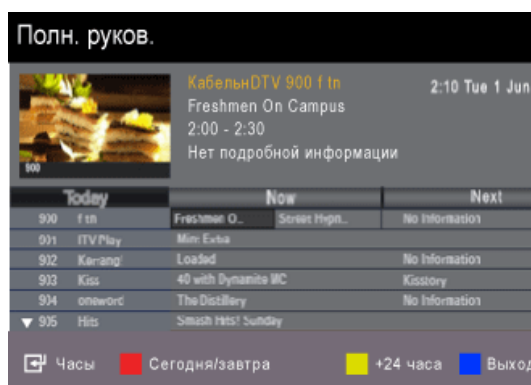 Полн. руков.
КабельнDTV 900 f tn
2:10 Tue 1 Jun
Freshmen On Campus
2:00 - 2:30
Нет подробной информации
900
Today Now Next
900 f tn Freshmen O.. Street Hypn.. No Information
901 ITV Play Mini Extra
902 Kerrang! Loaded No Information
903 Kiss 40 with Dynamite MC Kisstory
904 oneword The Distillery No Information
▼ 905 Hits Smash Hits! Sunday
Часы Сегодня/завтра +24 часа Выход